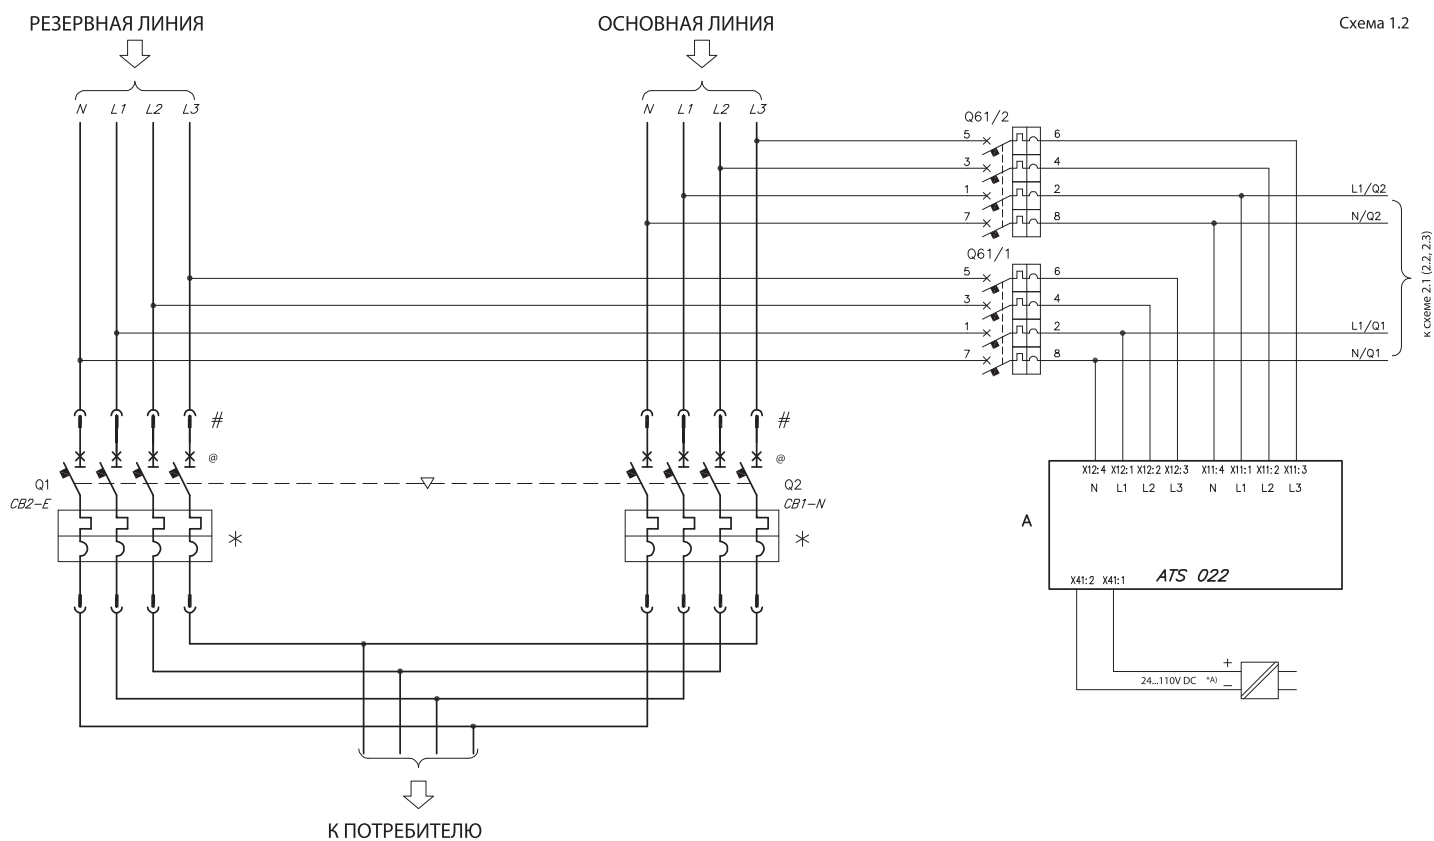 РЕЗЕРВНАЯ ЛИНИЯ
ОСНОВНАЯ ЛИНИЯ
Схема 1.2
N L1 L2 L3
N L1 L2 L3
Q61/2
5 6
3 4
1 2 L1/Q2
7 8 N/Q2
Q61/1
5 6
3 4
1 2 L1/Q1
7 8 N/Q1
к схеме 2.1 (2.2, 2.3)
# #
@ @
Q1
CB2-E
Q2
CB1-N
* *
X12:4 X12:1 X12:2 X12:3 X11:4 X11:1 X11:2 X11:3
N L1 L2 L3 N L1 L2 L3
A
ATS 022
X41:2 X41:1
+
24...110V DC *A) –
К ПОТРЕБИТЕЛЮ